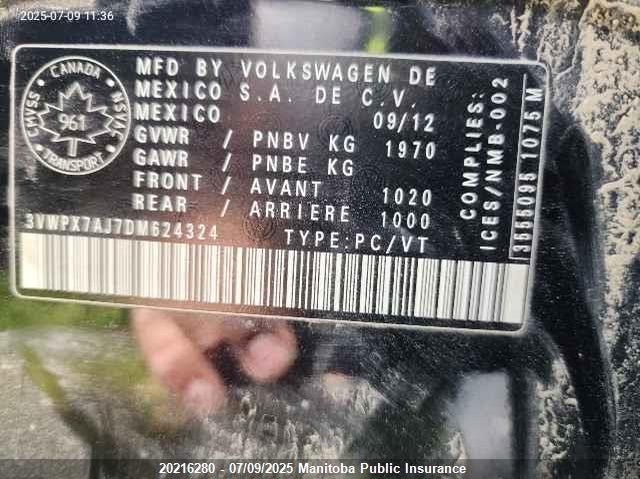 2025-07-09 11:36
MFD BY VOLKSWAGEN DE
MEXICO S.A. DE C.V.
MEXICO 09/12
GVWR / PNBV KG 1970
GAWR / PNBE KG
FRONT / AVANT 1020
REAR / ARRIERE 1000
3VWPX7AJ7DM624324 TYPE:PC/VT
CANADA
CMVSS NSVAC
961
TRANSPORT
COMPLIES:
ICES/NMB-002
1075 M
20216280 - 07/09/2025 Manitoba Public Insurance